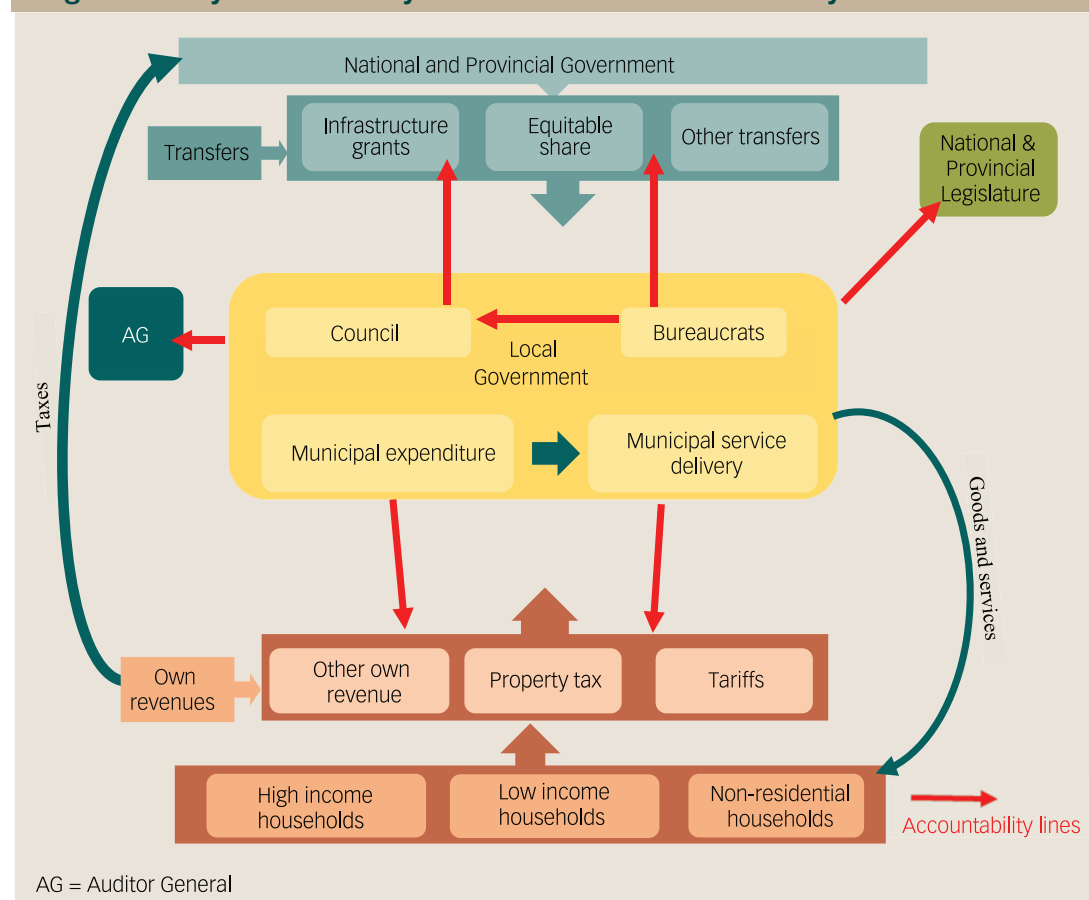 National and Provincial Government
Infrastructure
grants
Equitable
share
Other transfers
Transfers
National &
Provincial
Legislature
AG
Council
Bureaucrats
Local
Government
Municipal expenditure
Municipal service
delivery
Taxes
Goods and services
Own
revenues
Other own
revenue
Property tax
Tariffs
High income
households
Low income
households
Non-residential
households
Accountability lines
AG = Auditor General